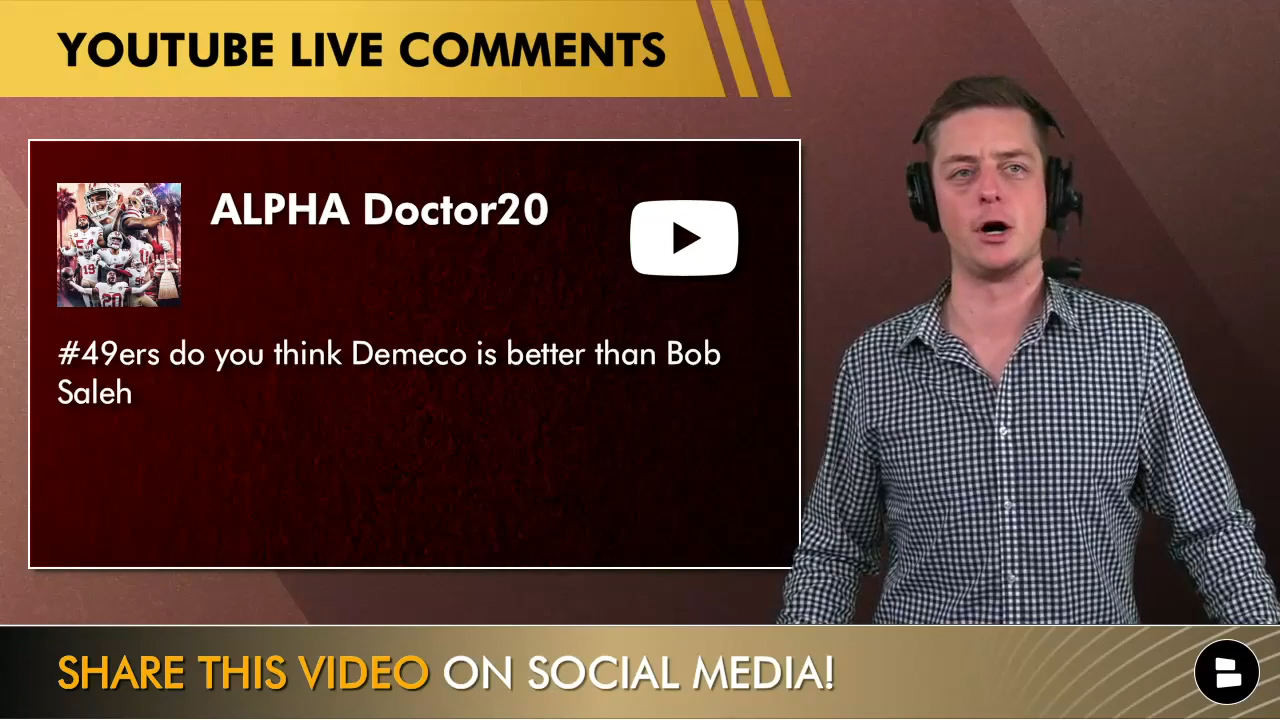 YOUTUBE LIVE COMMENTS
ALPHA Doctor20
#49ers do you think Demeco is better than Bob
Saleh
SHARE THIS VIDEO ON SOCIAL MEDIA!